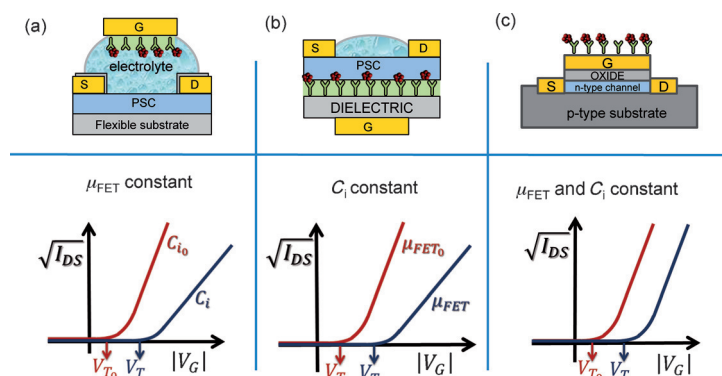 (a)
G
electrolyte
S
D
PSC
Flexible substrate
(b)
S
D
PSC
DIELECTRIC
G
(c)
G
OXIDE
S
n-type channel
D
p-type substrate
μFET constant
Ci constant
μFET and Ci constant
√IDS
Ci0
Ci
VT0
VT
|VG|
√IDS
μFET0
μFET
VT
VT
|VG|
√IDS
VT0
VT
|VG|